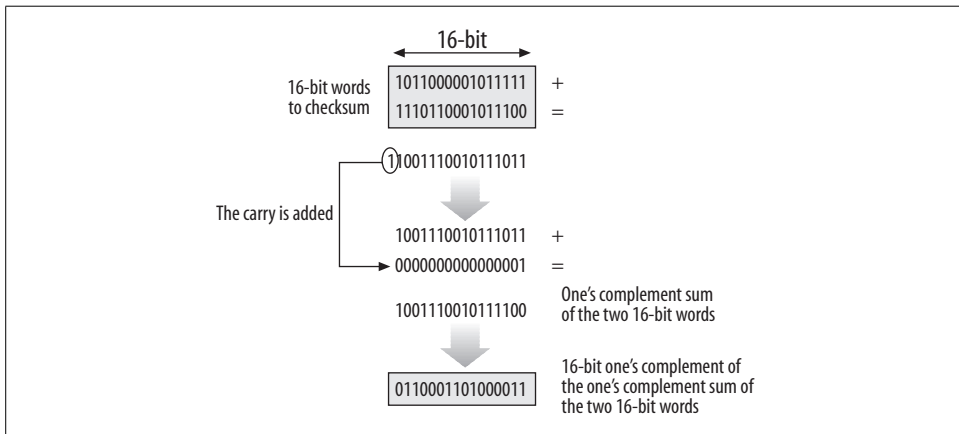 16-bit
16-bit words
to checksum
1011000001011111 +
1110110001011100 =
11001110010111011
The carry is added
1001110010111011 +
0000000000000001 =
1001110010111100
One's complement sum
of the two 16-bit words
0110001101000011
16-bit one's complement of
the one's complement sum of
the two 16-bit words